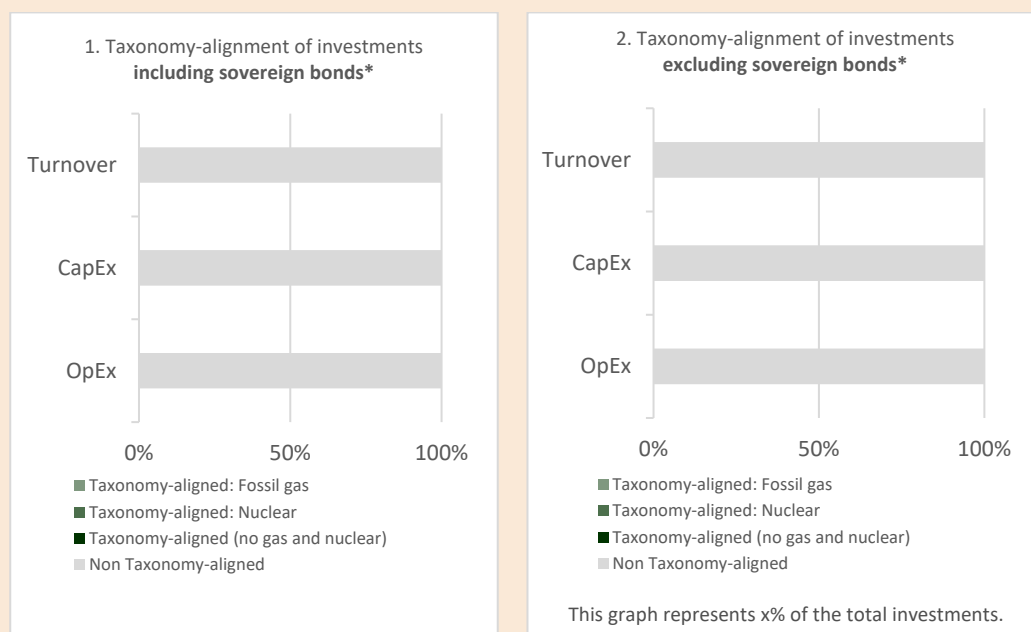 1. Taxonomy-alignment of investments
including sovereign bonds*
Turnover
CapEx
OpEx
0% 50% 100%
Taxonomy-aligned: Fossil gas
Taxonomy-aligned: Nuclear
Taxonomy-aligned (no gas and nuclear)
Non Taxonomy-aligned
2. Taxonomy-alignment of investments
excluding sovereign bonds*
Turnover
CapEx
OpEx
0% 50% 100%
Taxonomy-aligned: Fossil gas
Taxonomy-aligned: Nuclear
Taxonomy-aligned (no gas and nuclear)
Non Taxonomy-aligned
This graph represents x% of the total investments.